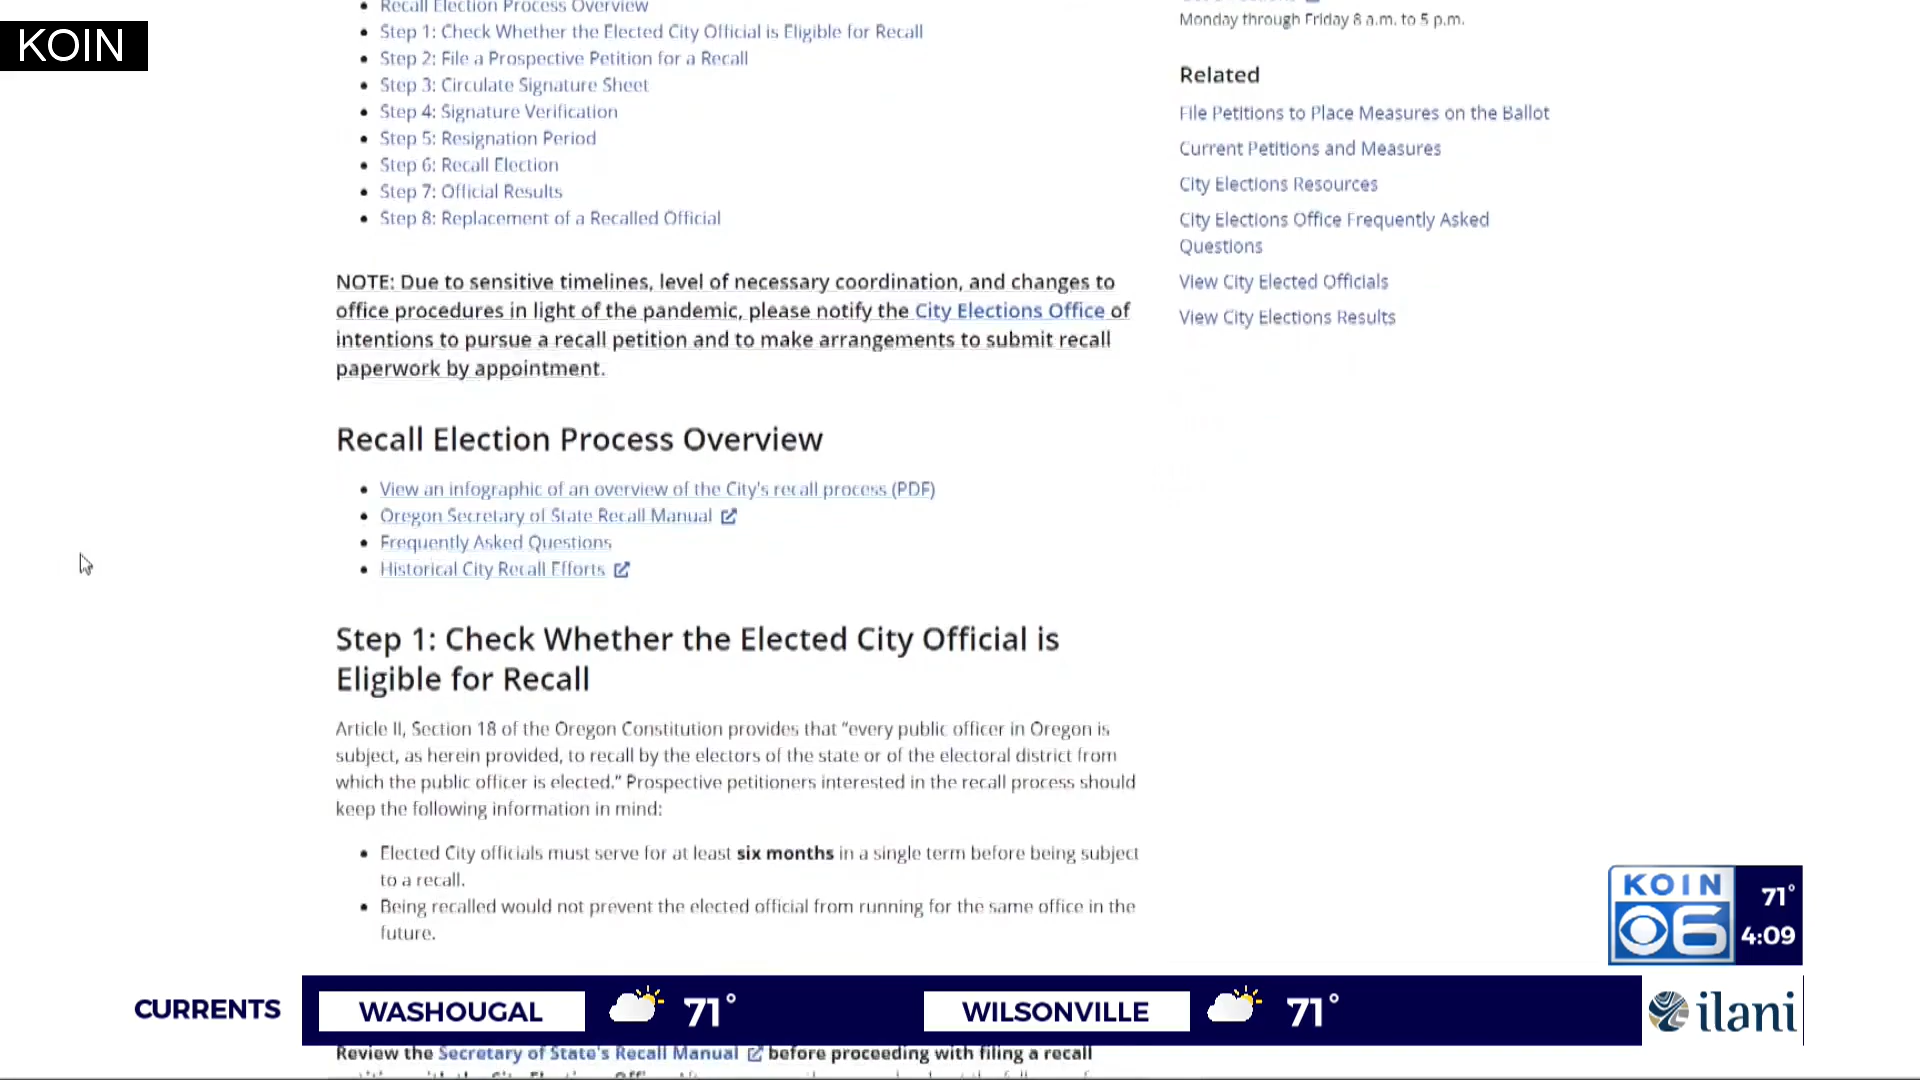 KOIN
Recall Election Process Overview
Step 1: Check Whether the Elected City Official is Eligible for Recall
Step 2: File a Prospective Petition for a Recall
Step 3: Circulate Signature Sheet
Step 4: Signature Verification
Step 5: Resignation Period
Step 6: Recall Election
Step 7: Official Results
Step 8: Replacement of a Recalled Official
NOTE: Due to sensitive timelines, level of necessary coordination, and changes to
office procedures in light of the pandemic, please notify the City Elections Office of
intentions to pursue a recall petition and to make arrangements to submit recall
paperwork by appointment.
Recall Election Process Overview
View an infographic of an overview of the City's recall process (PDF)
Oregon Secretary of State Recall Manual
Frequently Asked Questions
Historical City Recall Efforts
Step 1: Check Whether the Elected City Official is
Eligible for Recall
Article II, Section 18 of the Oregon Constitution provides that “every public officer in Oregon is
subject, as herein provided, to recall by the electors of the state or of the electoral district from
which the public officer is elected.” Prospective petitioners interested in the recall process should
keep the following information in mind:
Elected City officials must serve for at least six months in a single term before being subject
to a recall.
Being recalled would not prevent the elected official from running for the same office in the
future.
Monday through Friday 8 a.m. to 5 p.m.
Related
File Petitions to Place Measures on the Ballot
Current Petitions and Measures
City Elections Resources
City Elections Office Frequently Asked
Questions
View City Elected Officials
View City Elections Results
KOIN
6
71°
4:09
CURRENTS
WASHOUGAL 71°
WILSONVILLE 71°
ilani
Review the Secretary of State's Recall Manual before proceeding with filing a recall